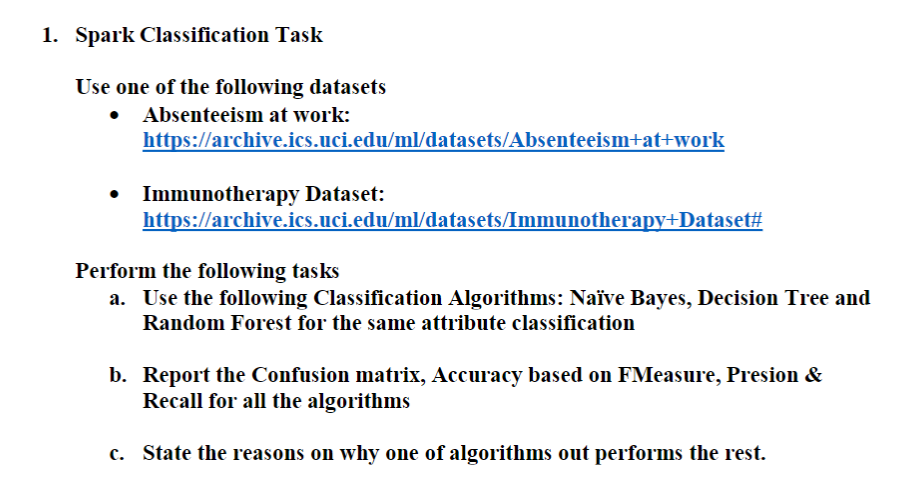 1. Spark Classification Task
Use one of the following datasets
• Absenteeism at work:
https://archive.ics.uci.edu/ml/datasets/Absenteeism+at+work
• Immunotherapy Dataset:
https://archive.ics.uci.edu/ml/datasets/Immunotherapy+Dataset#
Perform the following tasks
a. Use the following Classification Algorithms: Naïve Bayes, Decision Tree and
Random Forest for the same attribute classification
b. Report the Confusion matrix, Accuracy based on FMeasure, Presion &
Recall for all the algorithms
c. State the reasons on why one of algorithms out performs the rest.